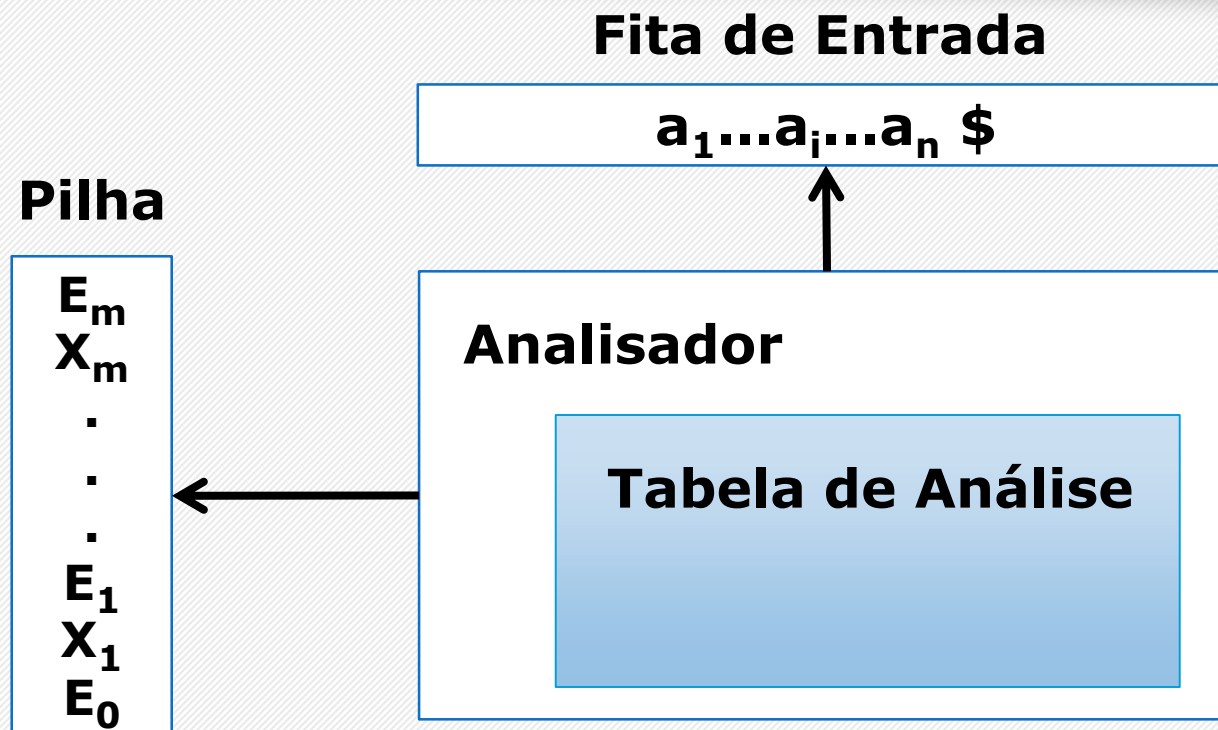 Fita de Entrada
a₁...aᵢ...aₙ $
Pilha
Eₘ
Xₘ
.
.
.
E₁
X₁
E₀
Analisador
Tabela de Análise